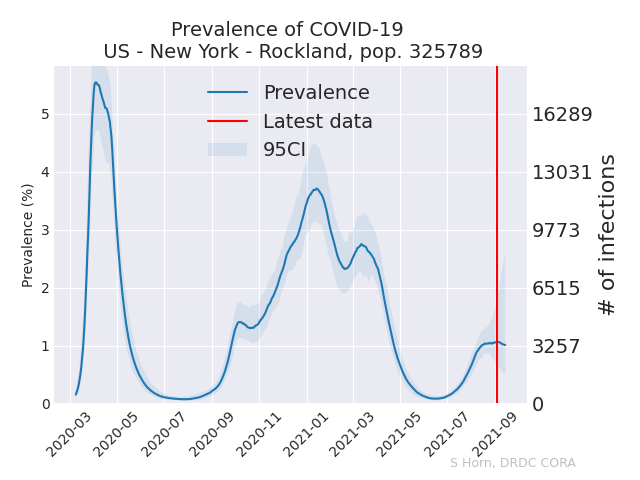 Prevalence of COVID-19
US - New York - Rockland, pop. 325789
Prevalence
Latest data
95CI
Prevalence (%)
0
1
2
3
4
5
0
3257
6515
9773
13031
16289
# of infections
2020-03
2020-05
2020-07
2020-09
2020-11
2021-01
2021-03
2021-05
2021-07
2021-09
S Horn, DRDC CORA